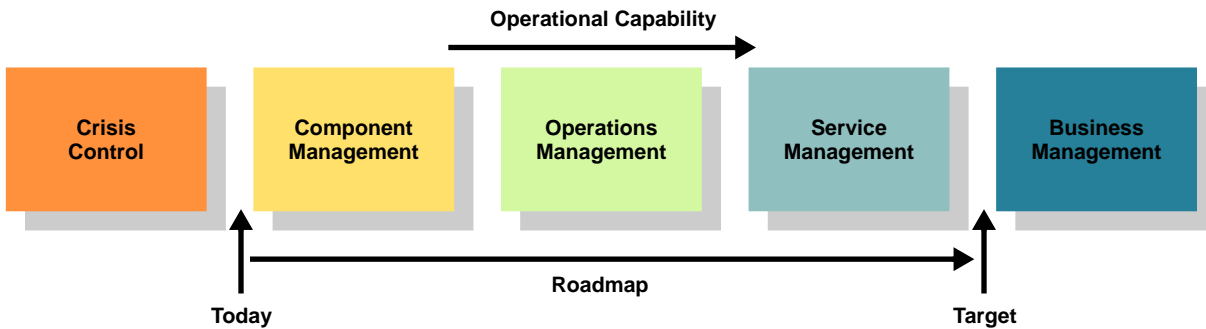 Operational Capability
Crisis
Control
Component
Management
Operations
Management
Service
Management
Business
Management
Roadmap
Today
Target